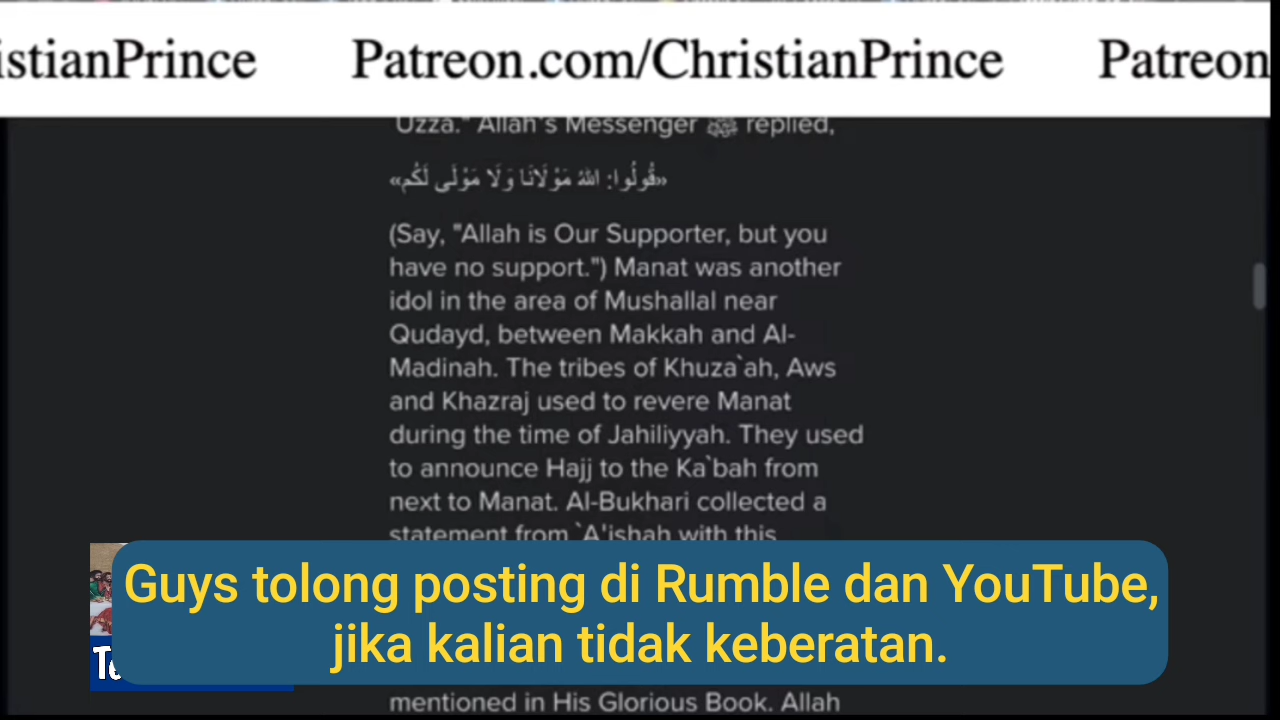 istianPrince Patreon.com/ChristianPrince Patreon
Uzza." Allah's Messenger ﷺ replied,
«قُولُوا: اللهُ مَوْلَانَا وَلَا مَوْلَى لَكُم»
(Say, "Allah is Our Supporter, but you
have no support.") Manat was another
idol in the area of Mushallal near
Qudayd, between Makkah and Al-
Madinah. The tribes of Khuza`ah, Aws
and Khazraj used to revere Manat
during the time of Jahiliyyah. They used
to announce Hajj to the Ka`bah from
next to Manat. Al-Bukhari collected a
statement from `A'ishah with this
Guys tolong posting di Rumble dan YouTube,
jika kalian tidak keberatan.
mentioned in His Glorious Book. Allah